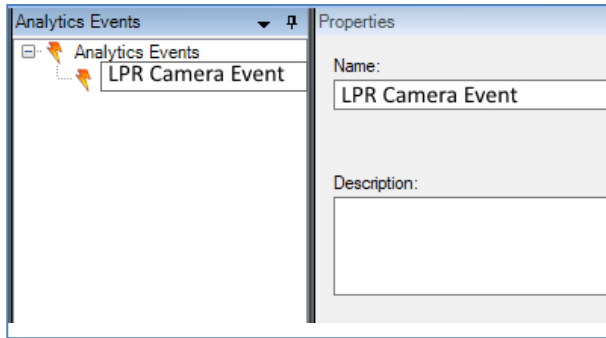 Analytics Events
Analytics Events
LPR Camera Event
Properties
Name:
LPR Camera Event
Description: